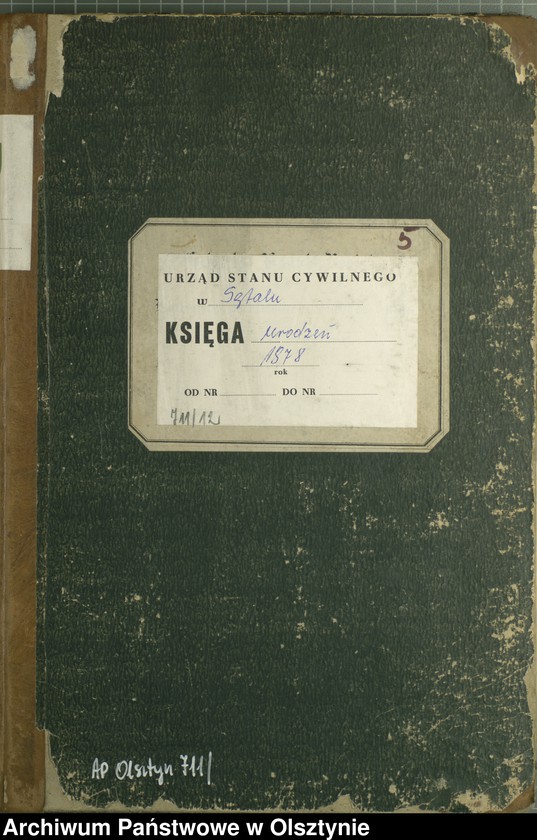 5
URZĄD STANU CYWILNEGO
w Sątału
KSIĘGA urodzeń
1878
rok
OD NR DO NR
711/12
AP Olsztyn 711/
Archiwum Państwowe w Olsztynie